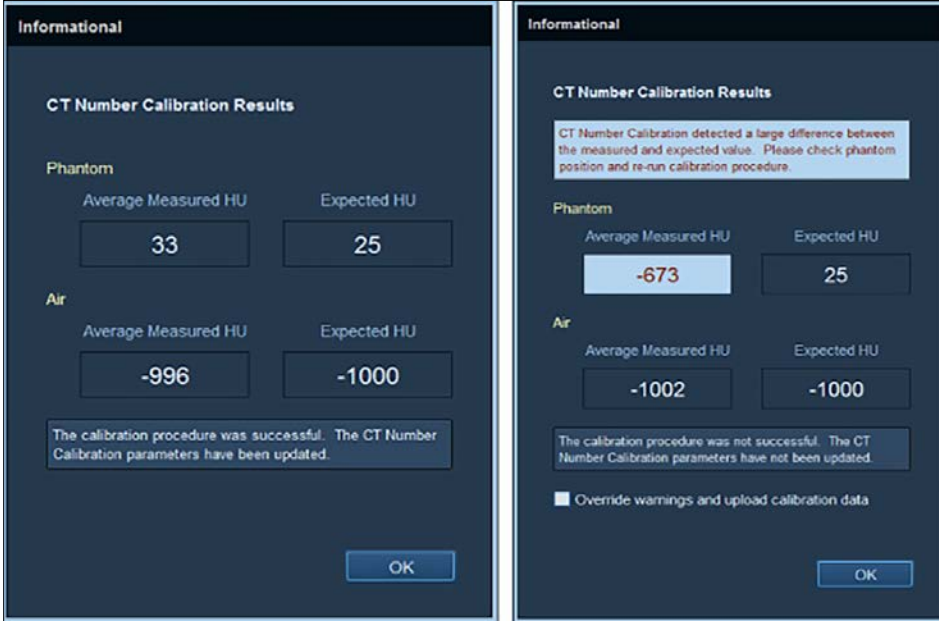 Informational
CT Number Calibration Results
Phantom
Average Measured HU Expected HU
33 25
Air
Average Measured HU Expected HU
-996 -1000
The calibration procedure was successful. The CT Number
Calibration parameters have been updated.
OK
Informational
CT Number Calibration Results
CT Number Calibration detected a large difference between
the measured and expected value. Please check phantom
position and re-run calibration procedure.
Phantom
Average Measured HU Expected HU
-673 25
Air
Average Measured HU Expected HU
-1002 -1000
The calibration procedure was not successful. The CT
Number Calibration parameters have not been updated.
Override warnings and upload calibration data
OK